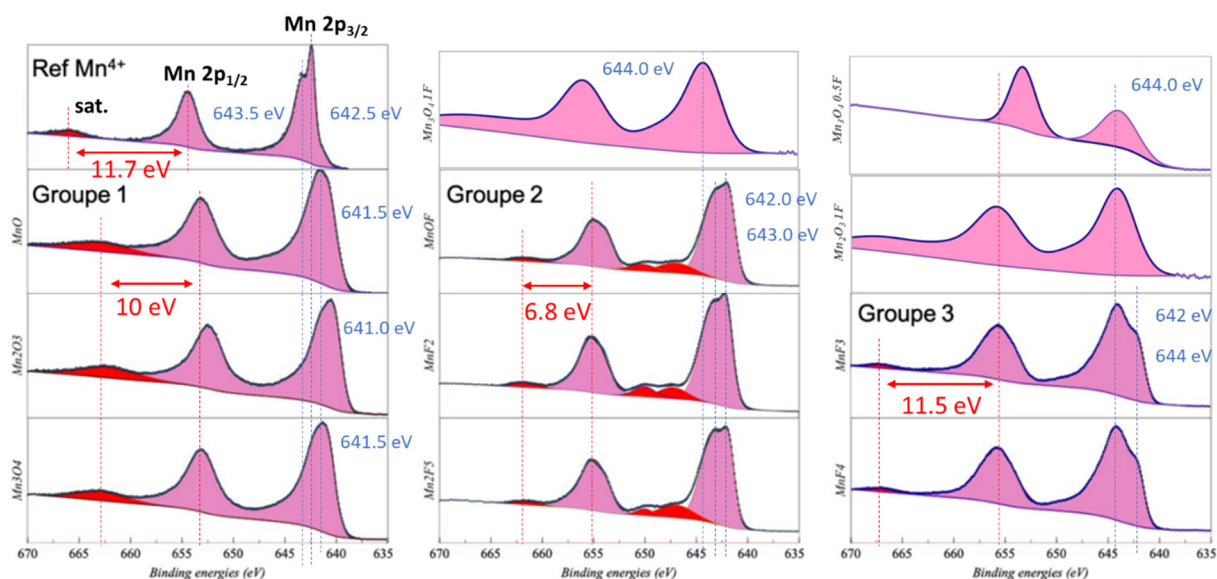 Mn 2p3/2
Ref Mn4+
Mn 2p1/2
sat.
643.5 eV
642.5 eV
11.7 eV
Groupe 1
MnO
641.5 eV
10 eV
Mn2O3
641.0 eV
Mn3O4
641.5 eV
670 665 660 655 650 645 640 635
Binding energies (eV)
Mn3O4 1F
644.0 eV
Groupe 2
MnOF
642.0 eV
643.0 eV
6.8 eV
MnF2
Mn2F5
670 665 660 655 650 645 640 635
Binding energies (eV)
Mn3O4 0.5F
644.0 eV
Mn2O3 1F
Groupe 3
MnF3
642 eV
644 eV
11.5 eV
MnF4
670 665 660 655 650 645 640 635
Binding energies (eV)